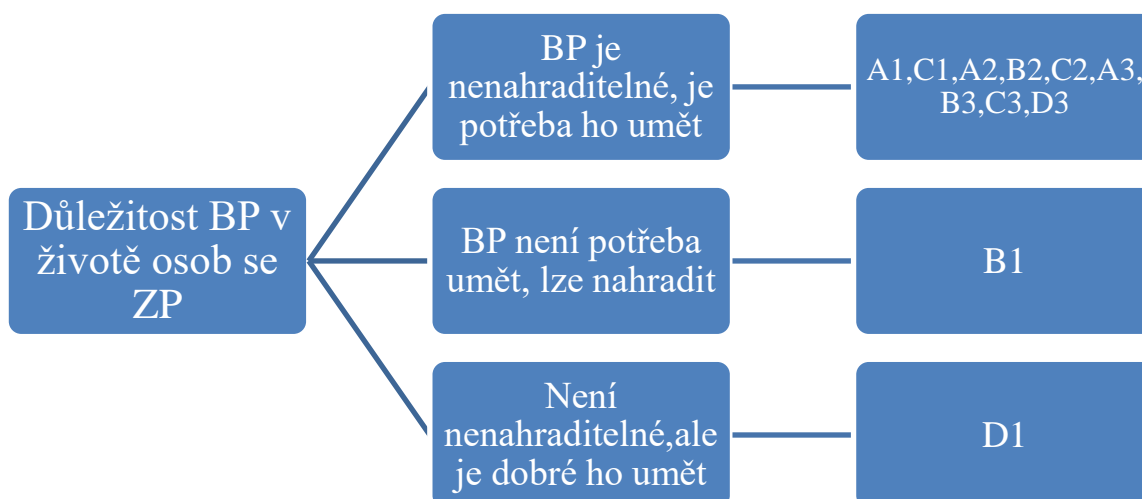 Důležitost BP v
životě osob se
ZP
BP je
nenahraditelné, je
potřeba ho umět
A1,C1,A2,B2,C2,A3,
B3,C3,D3
BP není potřeba
umět, lze nahradit
B1
Není
nenahraditelné,ale
je dobré ho umět
D1